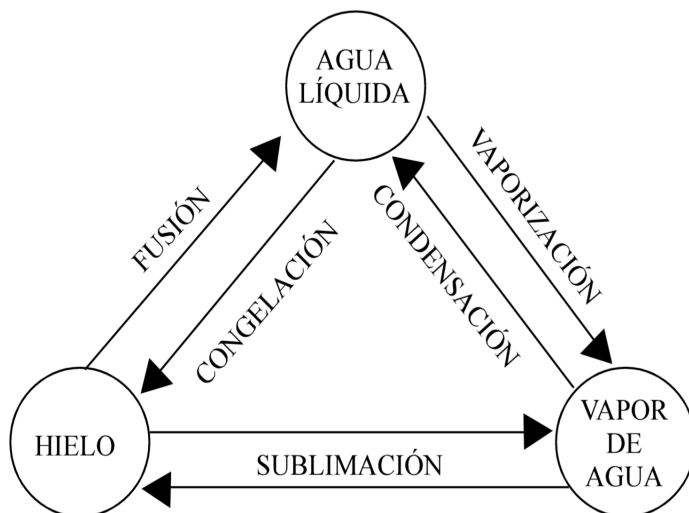 AGUA
LÍQUIDA
FUSIÓN
CONGELACIÓN
CONDENSACIÓN
VAPORIZACIÓN
HIELO
SUBLIMACIÓN
VAPOR
DE
AGUA